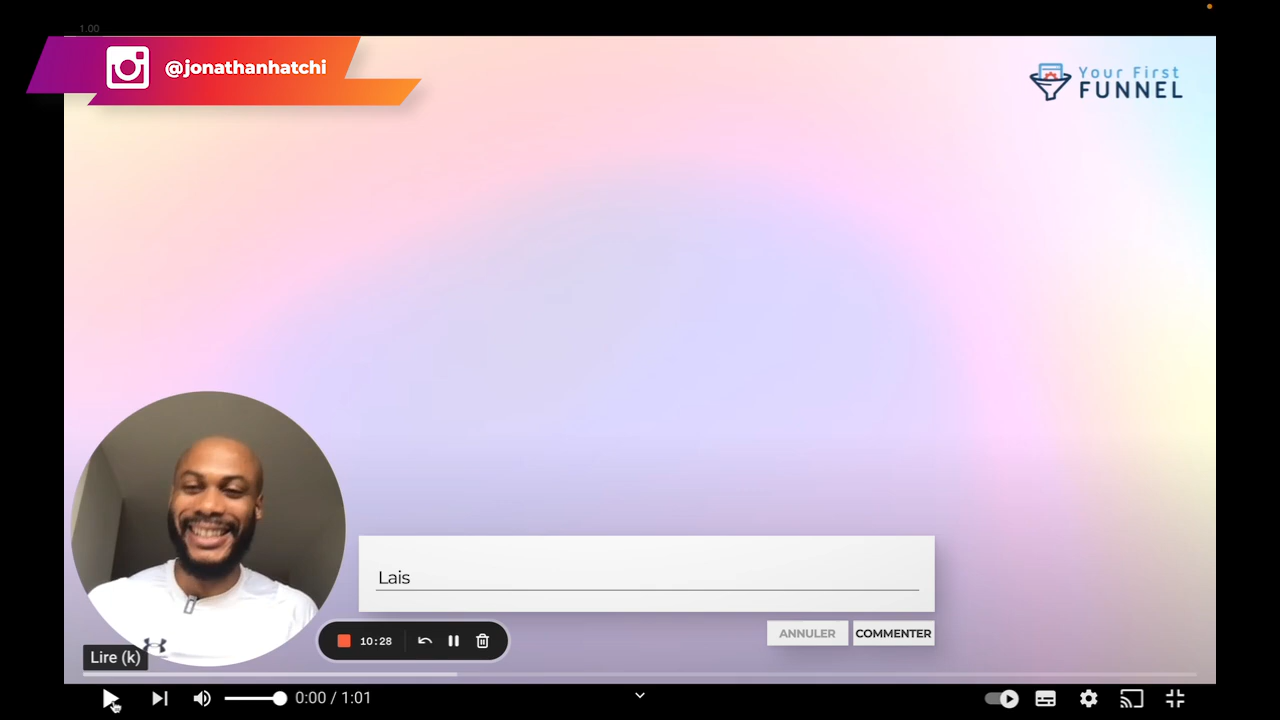 1.00
@jonathanhatchi
Your First
FUNNEL
Lais
10:28
ANNULER
COMMENTER
Lire (k)
0:00 / 1:01